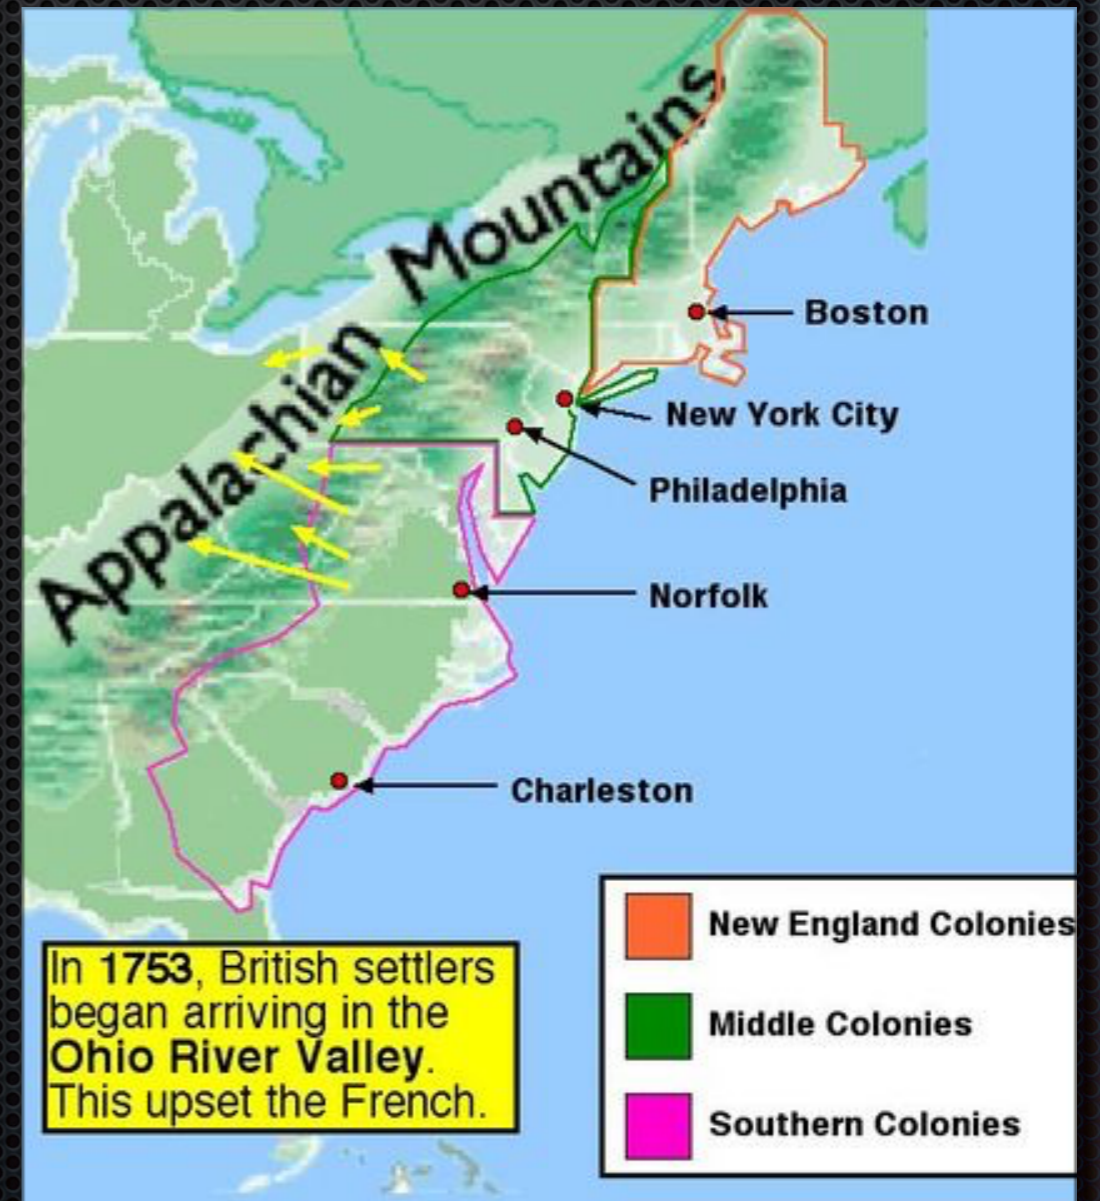 Appalachian Mountains
Boston
New York City
Philadelphia
Norfolk
Charleston
In 1753, British settlers
began arriving in the
Ohio River Valley.
This upset the French.
New England Colonies
Middle Colonies
Southern Colonies